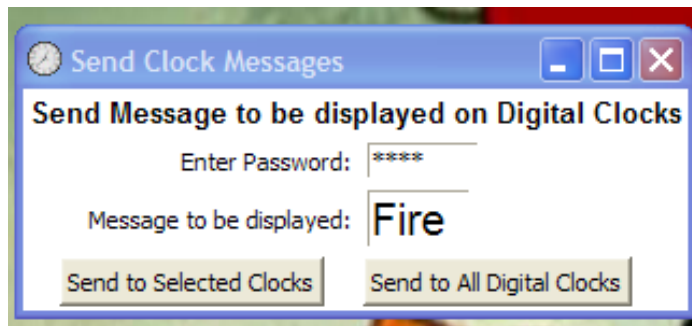 Send Clock Messages
Send Message to be displayed on Digital Clocks
Enter Password: ****
Message to be displayed: Fire
Send to Selected Clocks Send to All Digital Clocks